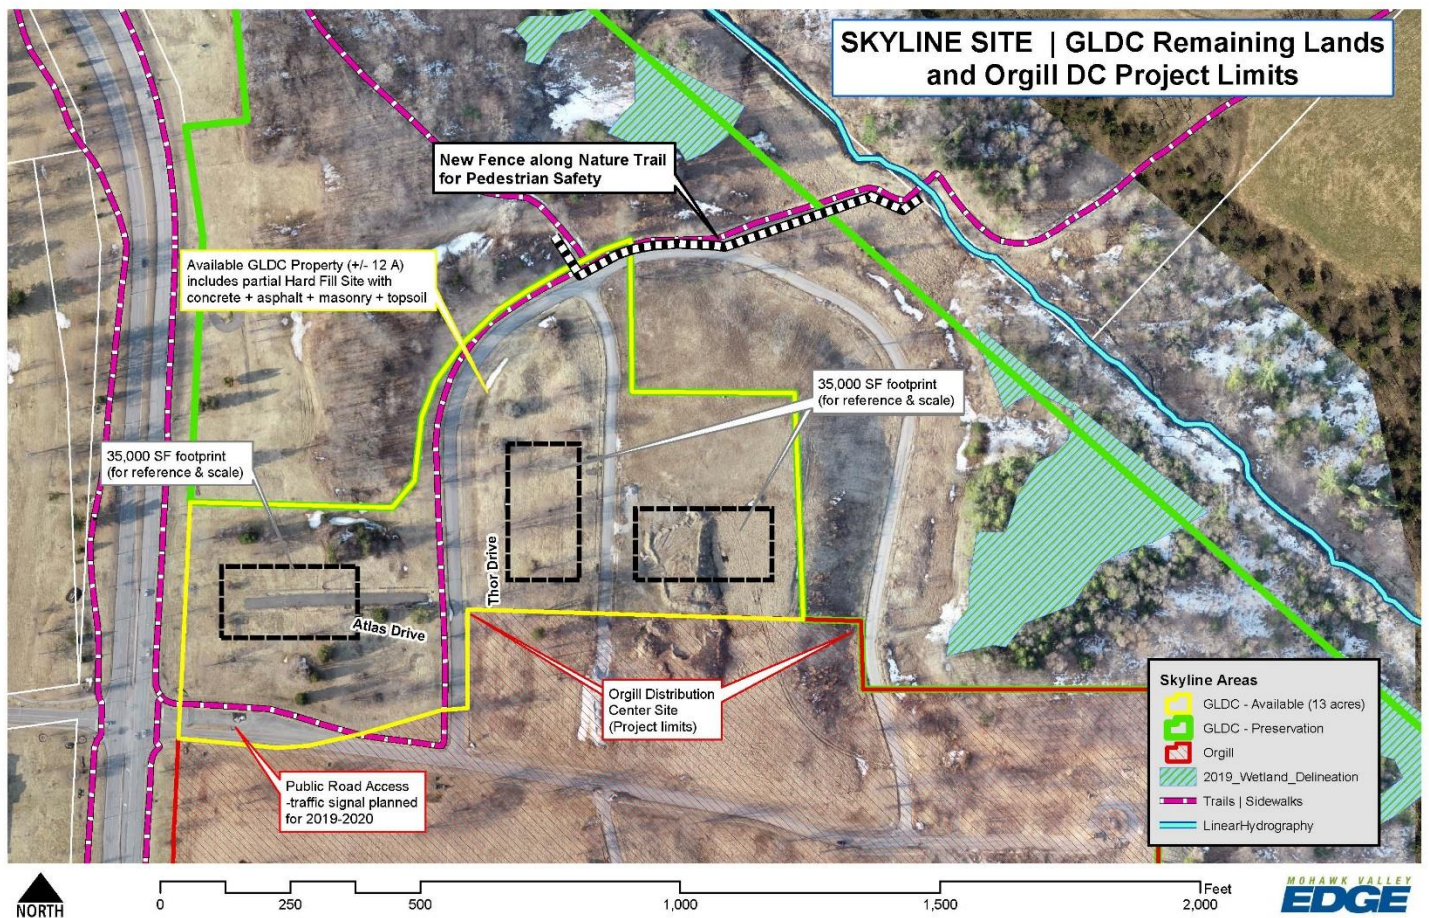 SKYLINE SITE | GLDC Remaining Lands
and Orgill DC Project Limits
New Fence along Nature Trail
for Pedestrian Safety
Available GLDC Property (+/- 12 A)
includes partial Hard Fill Site with
concrete + asphalt + masonry + topsoil
35,000 SF footprint
(for reference & scale)
35,000 SF footprint
(for reference & scale)
Thor Drive
Atlas Drive
Orgill Distribution
Center Site
(Project limits)
Public Road Access
-traffic signal planned
for 2019-2020
Skyline Areas
GLDC - Available (13 acres)
GLDC - Preservation
Orgill
2019_Wetland_Delineation
Trails | Sidewalks
LinearHydrography
NORTH
0 250 500 1,000 1,500 2,000 Feet
MOHAWK VALLEY
EDGE